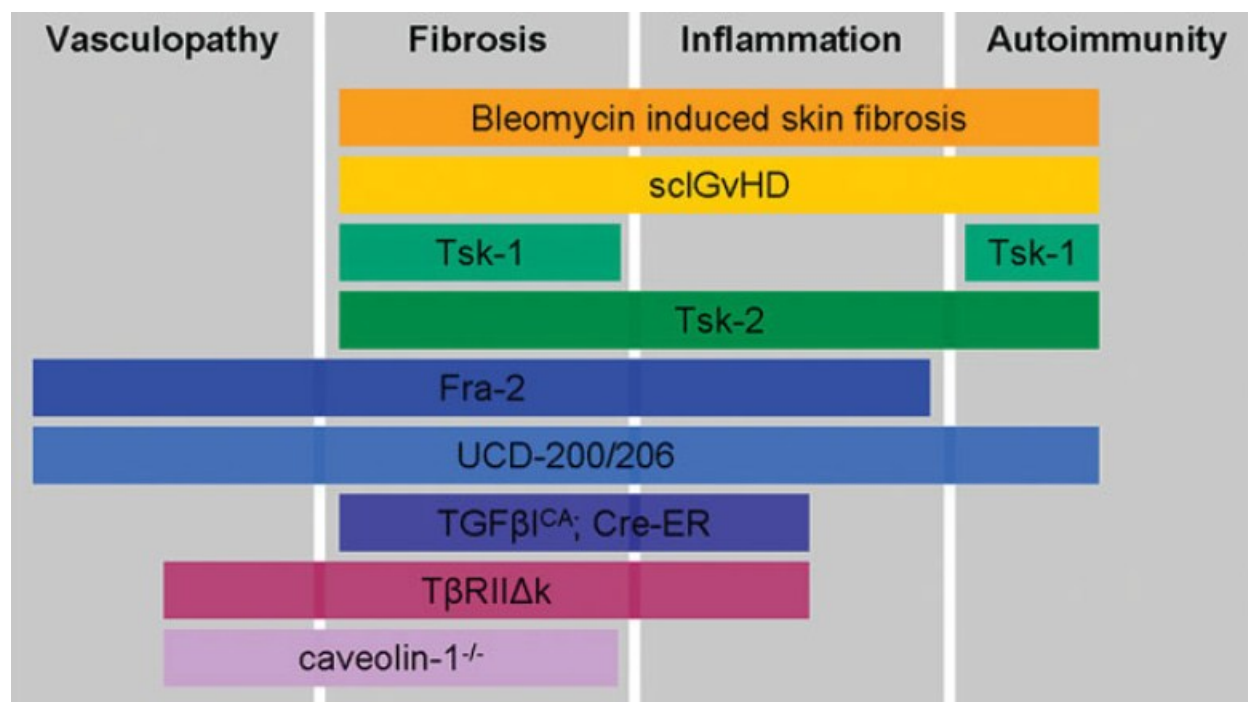 Vasculopathy Fibrosis Inflammation Autoimmunity
Bleomycin induced skin fibrosis
sclGvHD
Tsk-1 Tsk-1
Tsk-2
Fra-2
UCD-200/206
TGFβI^CA; Cre-ER
TβRIIΔk
caveolin-1^-/-